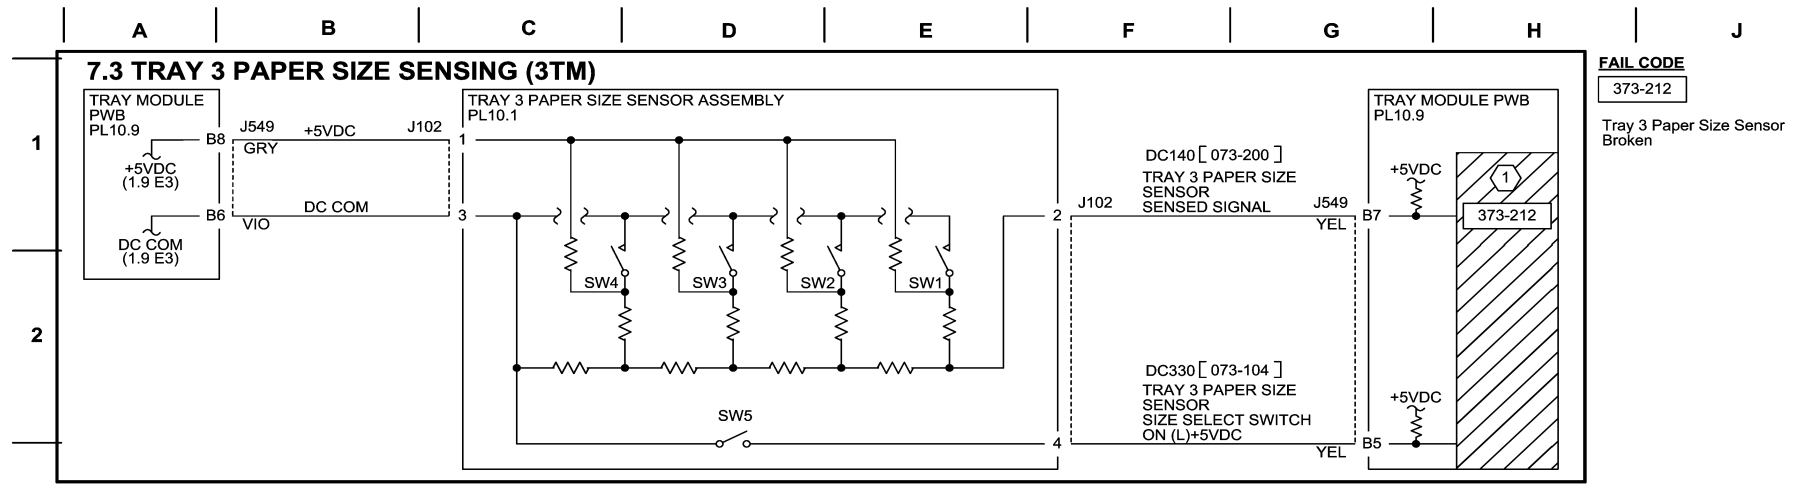 A B C D E F G H J
7.3 TRAY 3 PAPER SIZE SENSING (3TM)
FAIL CODE
373-212
Tray 3 Paper Size Sensor
Broken
1
2
TRAY MODULE
PWB
PL10.9
B8
+5VDC
(1.9 E3)
B6
DC COM
(1.9 E3)
J549
+5VDC
J102
GRY
DC COM
VIO
TRAY 3 PAPER SIZE SENSOR ASSEMBLY
PL10.1
1
3
SW4
SW3
SW2
SW1
SW5
2
4
J102
DC140 [ 073-200 ]
TRAY 3 PAPER SIZE
SENSOR
SENSED SIGNAL
J549
YEL
DC330 [ 073-104 ]
TRAY 3 PAPER SIZE
SENSOR
SIZE SELECT SWITCH
ON (L)+5VDC
YEL
TRAY MODULE PWB
PL10.9
+5VDC
B7
1
373-212
+5VDC
B5